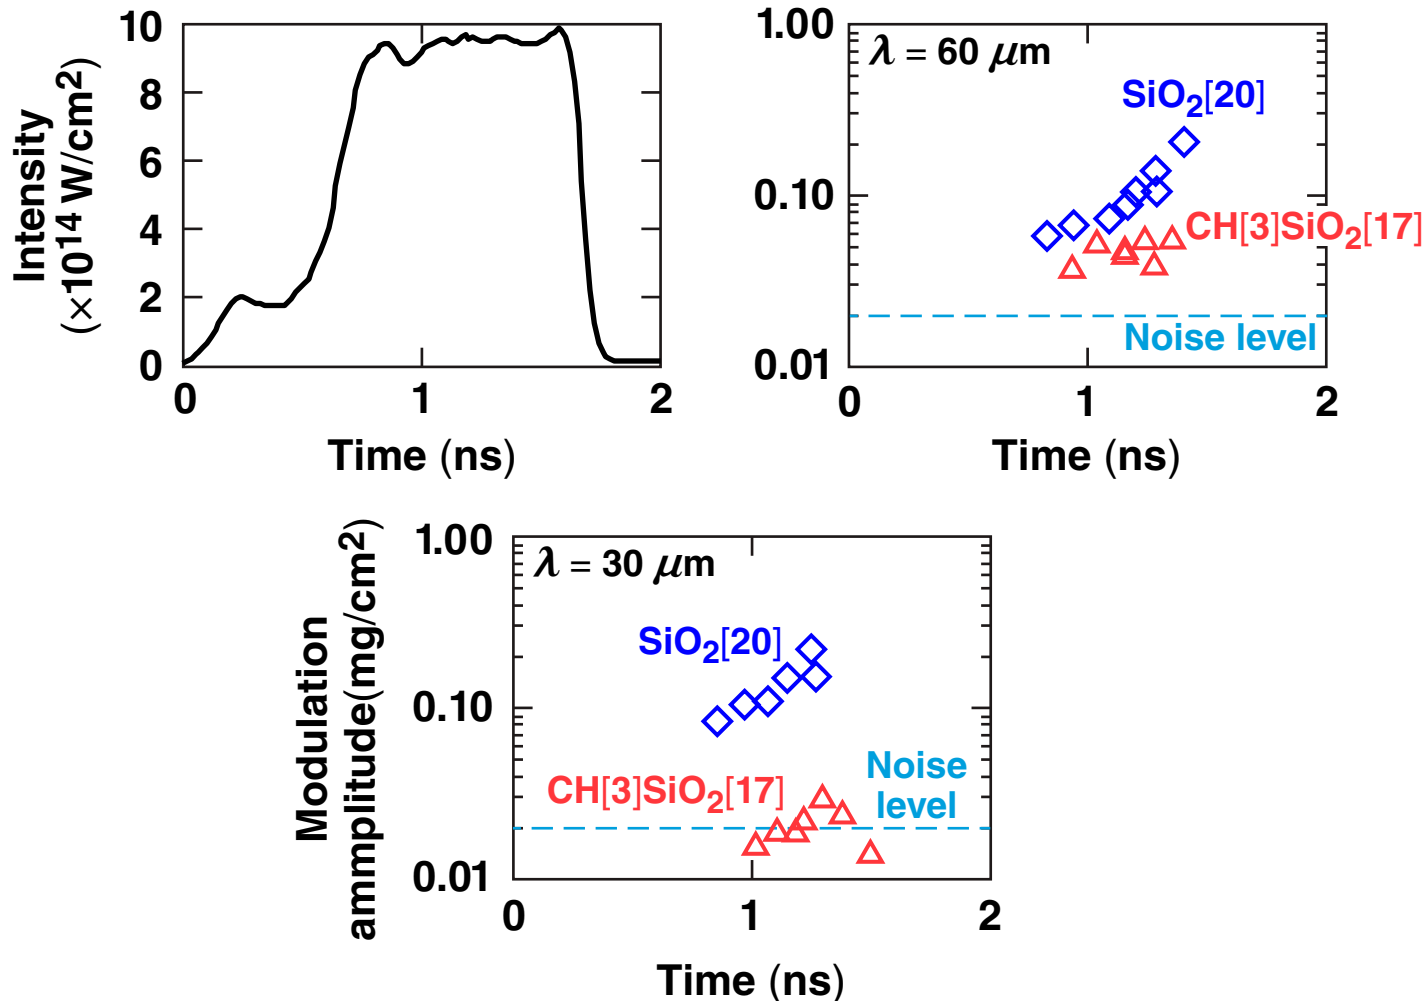 Intensity
(×10¹⁴ W/cm²)
10
8
6
4
2
0
0
1
2
Time (ns)
1.00
0.10
0.01
λ = 60 μm
SiO₂[20]
CH[3]SiO₂[17]
Noise level
0
1
2
Time (ns)
Modulation
ammplitude(mg/cm²)
1.00
0.10
0.01
λ = 30 μm
SiO₂[20]
CH[3]SiO₂[17]
Noise
level
0
1
2
Time (ns)